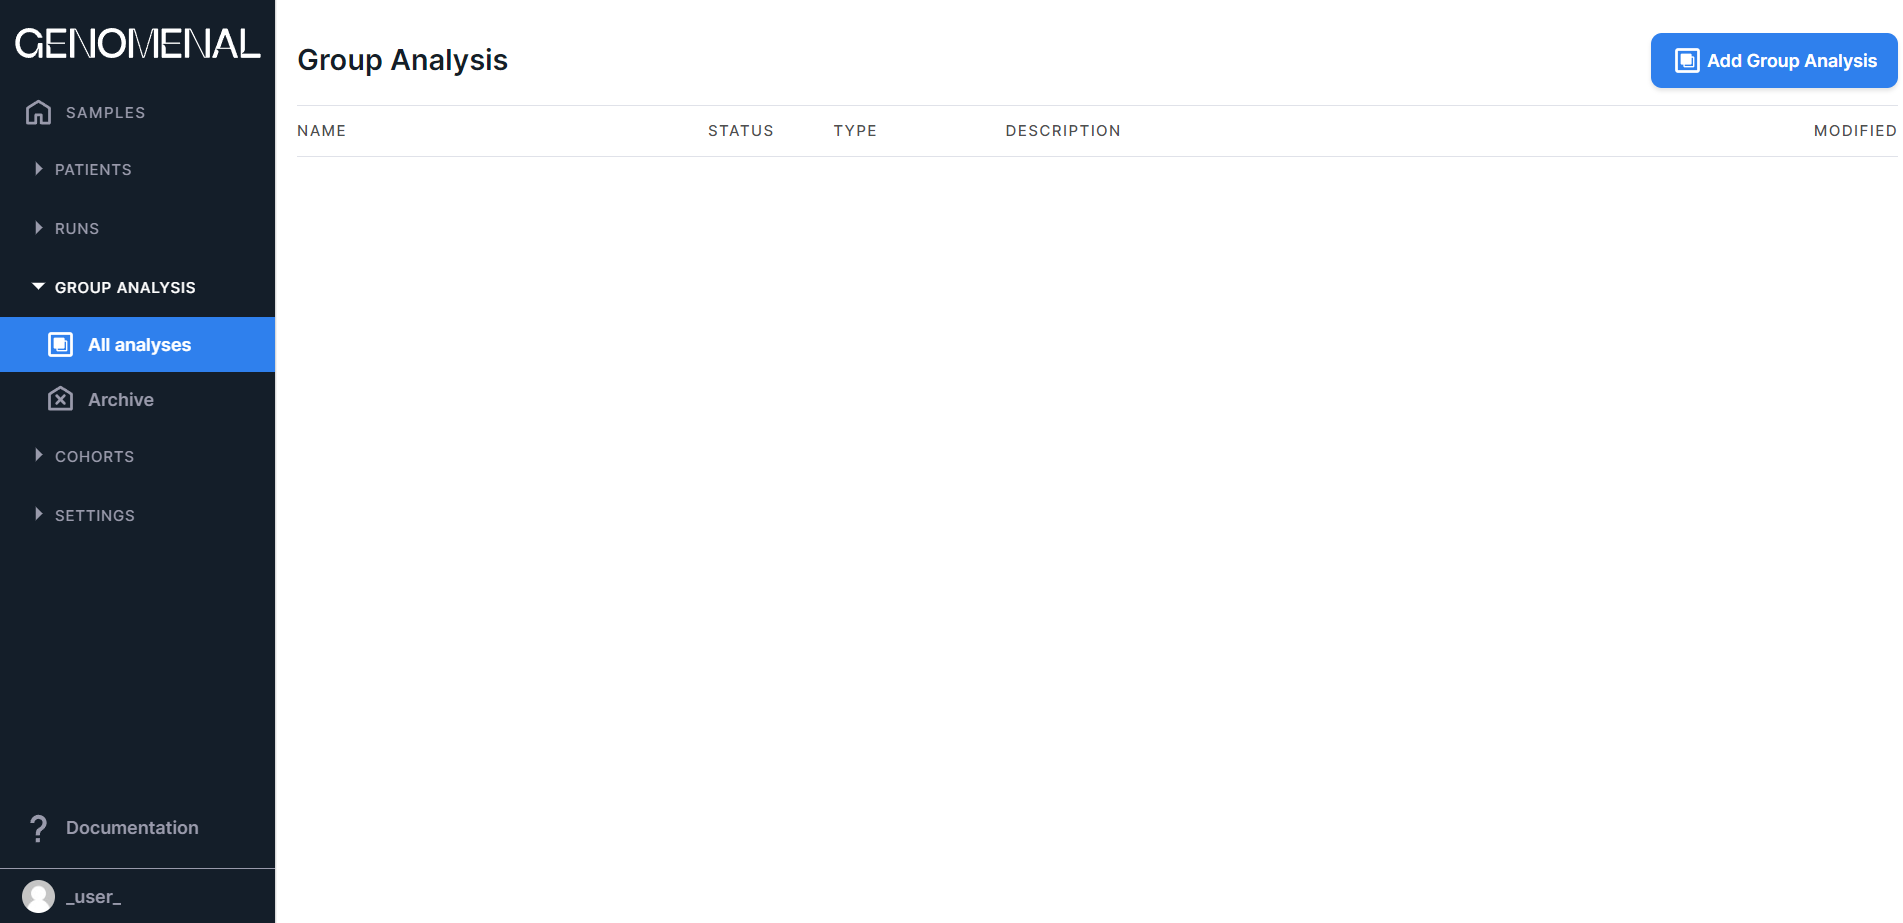 GENOMENAL
SAMPLES
PATIENTS
RUNS
GROUP ANALYSIS
All analyses
Archive
COHORTS
SETTINGS
Documentation
_user_
Group Analysis
Add Group Analysis
NAME STATUS TYPE DESCRIPTION MODIFIED